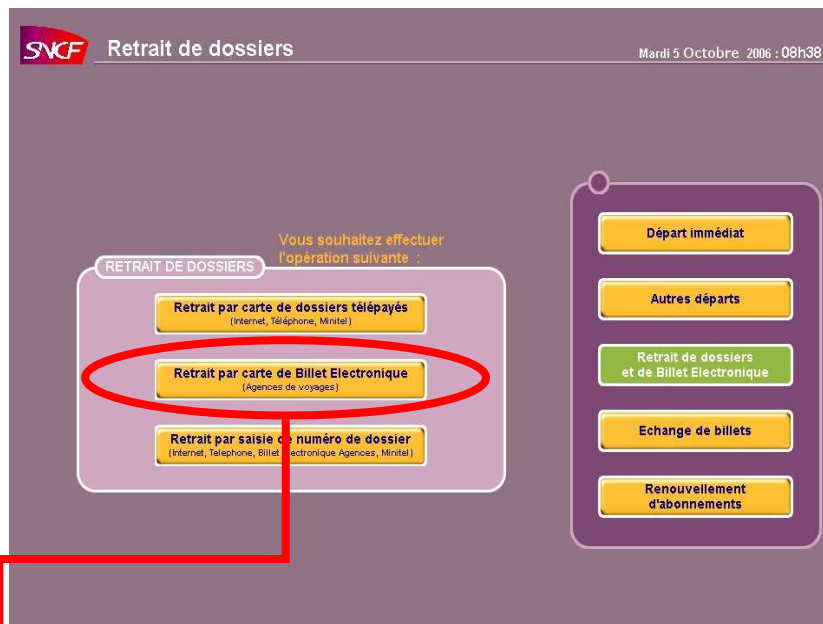 SNCF Retrait de dossiers
Mardi 5 Octobre 2006 : 08h38
Vous souhaitez effectuer
l'opération suivante :
RETRAIT DE DOSSIERS
Retrait par carte de dossiers télépayés
(Internet, Téléphone, Minitel)
Retrait par carte de Billet Electronique
(Agences de voyages)
Retrait par saisie de numéro de dossier
(Internet, Telephone, Billet Electronique Agences, Minitel)
Départ immédiat
Autres départs
Retrait de dossiers
et de Billet Electronique
Echange de billets
Renouvellement
d'abonnements